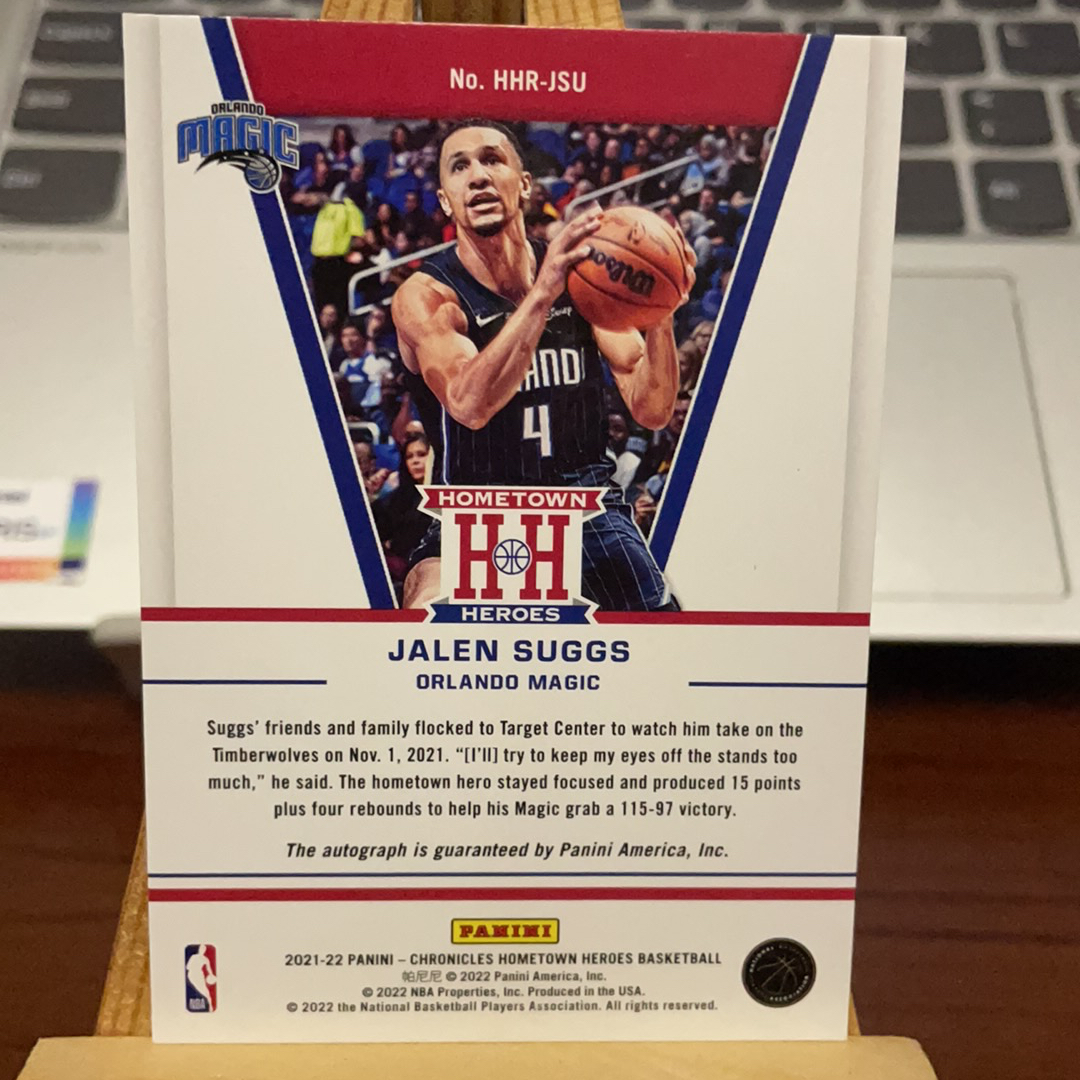 No. HHR-JSU
ORLANDO
MAGIC
Wilson
4
HOMETOWN
HH
HEROES
JALEN SUGGS
ORLANDO MAGIC
Suggs' friends and family flocked to Target Center to watch him take on the
Timberwolves on Nov. 1, 2021. “[I'll] try to keep my eyes off the stands too
much,” he said. The hometown hero stayed focused and produced 15 points
plus four rebounds to help his Magic grab a 115-97 victory.
The autograph is guaranteed by Panini America, Inc.
PANINI
2021-22 PANINI – CHRONICLES HOMETOWN HEROES BASKETBALL
帕尼尼 © 2022 Panini America, Inc.
© 2022 NBA Properties, Inc. Produced in the USA.
© 2022 the National Basketball Players Association. All rights reserved.
NBA